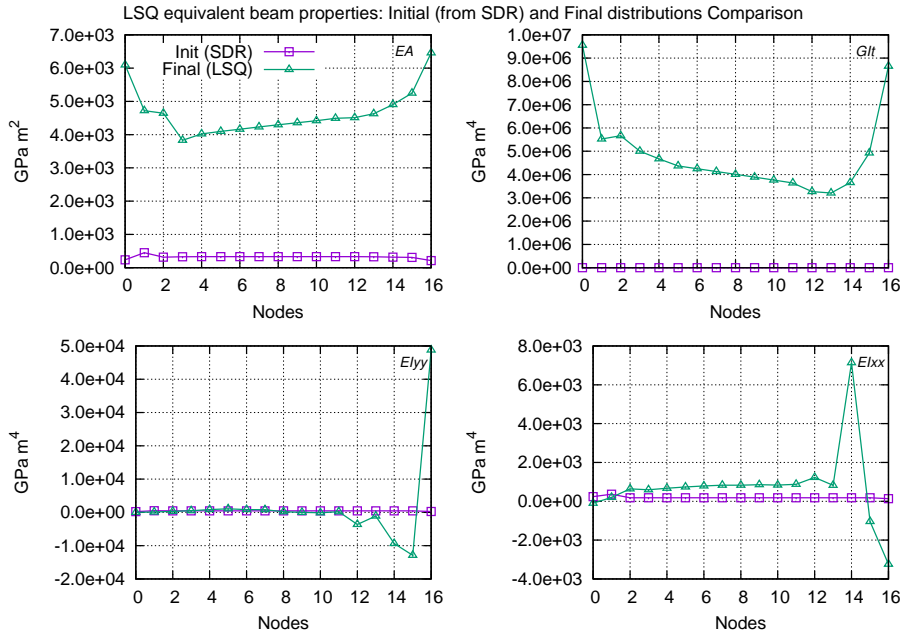 LSQ equivalent beam properties: Initial (from SDR) and Final distributions Comparison
7.0e+03
6.0e+03
5.0e+03
4.0e+03
3.0e+03
2.0e+03
1.0e+03
0.0e+00
GPa m2
Init (SDR)
Final (LSQ)
EA
0 2 4 6 8 10 12 14 16
Nodes
1.0e+07
9.0e+06
8.0e+06
7.0e+06
6.0e+06
5.0e+06
4.0e+06
3.0e+06
2.0e+06
1.0e+06
0.0e+00
GPa m4
GIt
0 2 4 6 8 10 12 14 16
Nodes
5.0e+04
4.0e+04
3.0e+04
2.0e+04
1.0e+04
0.0e+00
-1.0e+04
-2.0e+04
GPa m4
EIyy
0 2 4 6 8 10 12 14 16
Nodes
8.0e+03
6.0e+03
4.0e+03
2.0e+03
0.0e+00
-2.0e+03
-4.0e+03
GPa m4
EIxx
0 2 4 6 8 10 12 14 16
Nodes